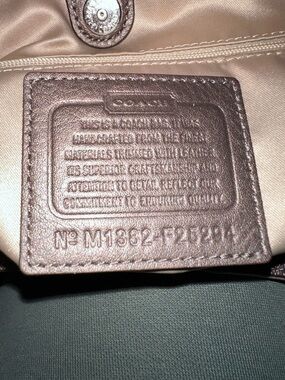 COACH
THIS IS A COACH BAG. IT WAS
HANDCRAFTED FROM THE FINEST
MATERIALS TRIMMED WITH LEATHER.
ITS SUPERIOR CRAFTSMANSHIP AND
ATTENTION TO DETAIL REFLECT OUR
COMMITMENT TO ENDURING QUALITY.
Nº M1382-F25294